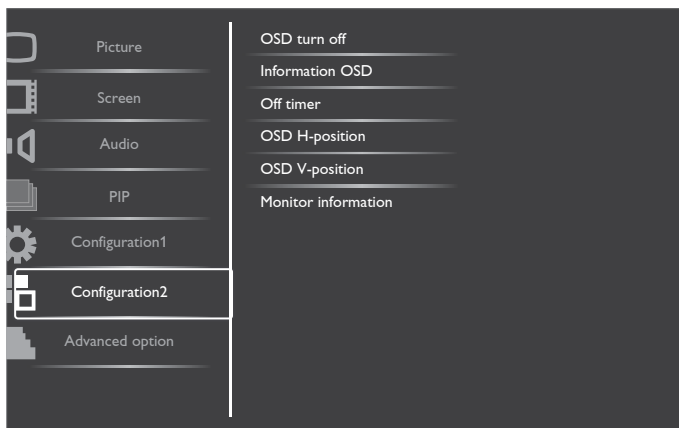 Picture
Screen
Audio
PIP
Configuration1
Configuration2
Advanced option
OSD turn off
Information OSD
Off timer
OSD H-position
OSD V-position
Monitor information